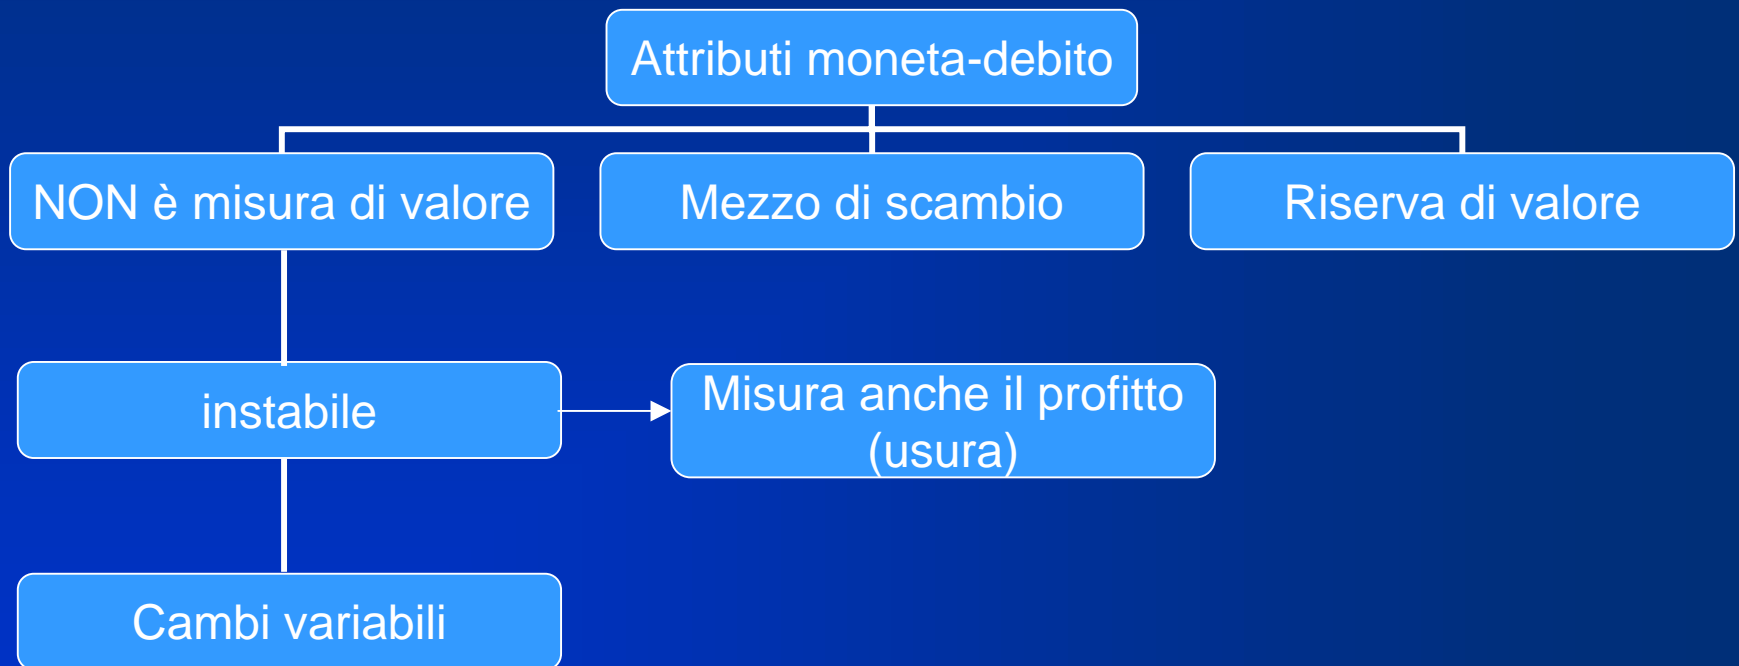 Attributi moneta-debito
NON è misura di valore
Mezzo di scambio
Riserva di valore
instabile
Misura anche il profitto
(usura)
Cambi variabili